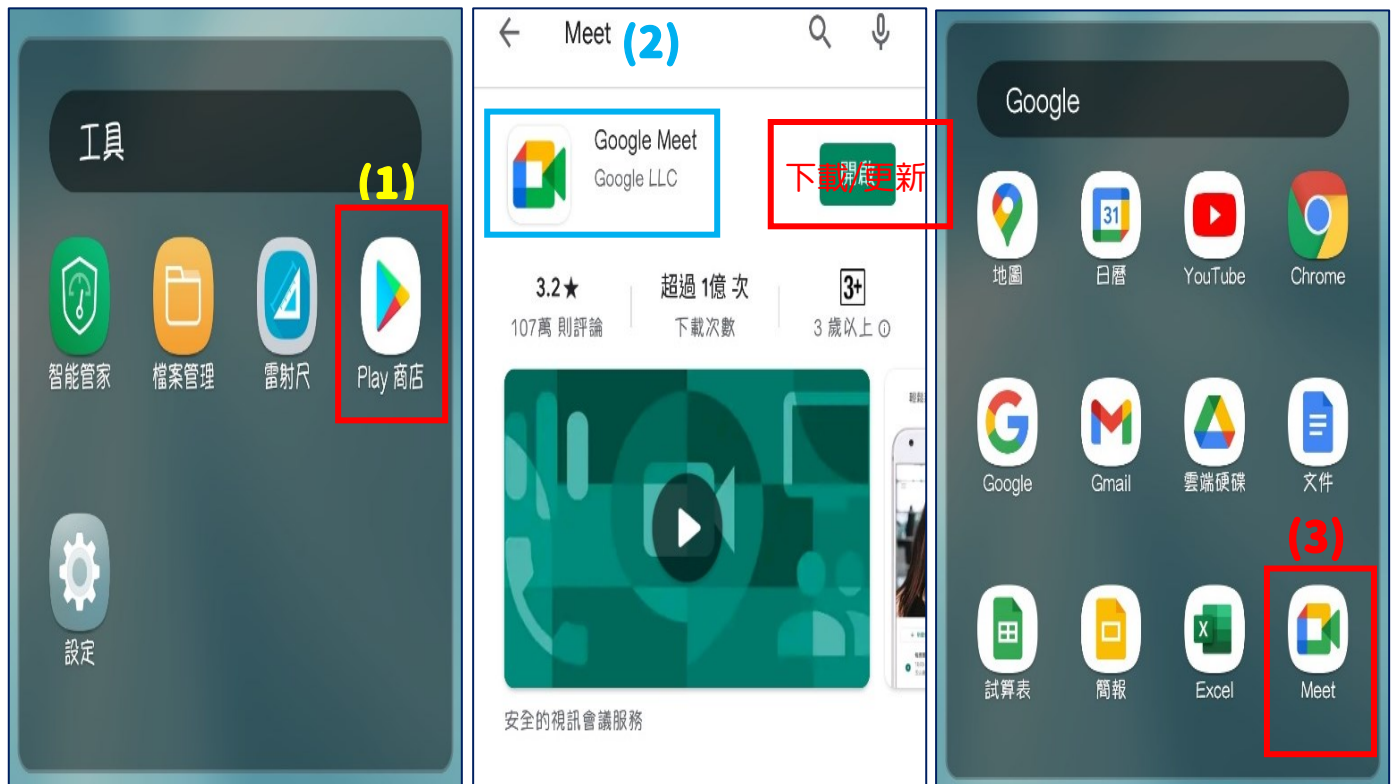 工具
(1)
智能管家
檔案管理
雷射尺
Play 商店
設定
Meet
(2)
Google Meet
Google LLC
開啟
下載/更新
3.2★
107萬 則評論
超過 1億 次
下載次數
3+
3 歲以上
安全的視訊會議服務
Google
地圖
31
日曆
YouTube
Chrome
Google
Gmail
雲端硬碟
文件
(3)
試算表
簡報
X
Excel
Meet